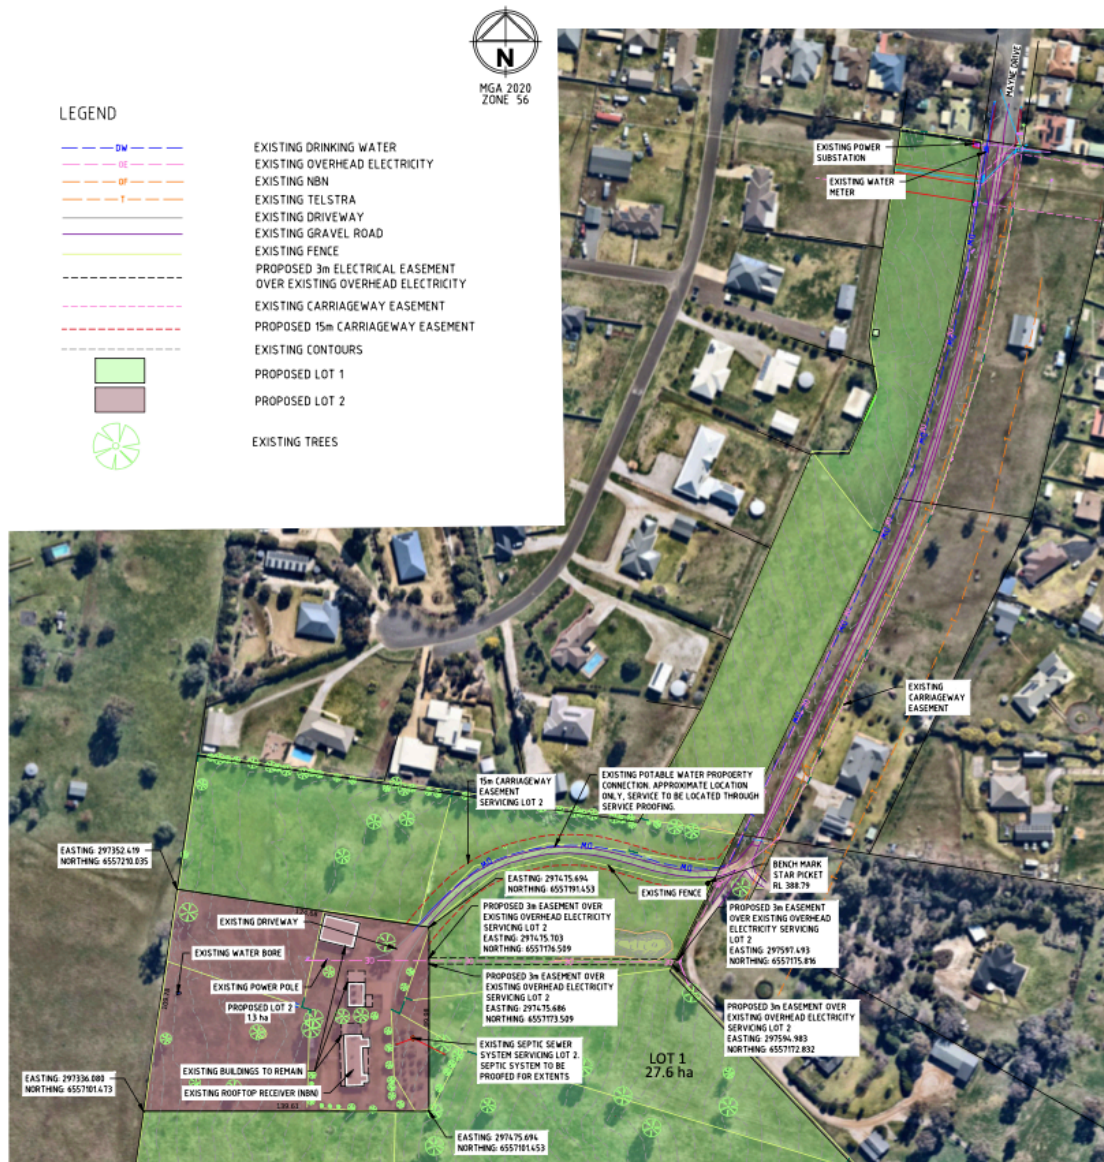 N
MGA 2020
ZONE 56
LEGEND
DW
EXISTING DRINKING WATER
OE
EXISTING OVERHEAD ELECTRICITY
OF
EXISTING NBN
T
EXISTING TELSTRA
EXISTING DRIVEWAY
EXISTING GRAVEL ROAD
EXISTING FENCE
PROPOSED 3m ELECTRICAL EASEMENT
OVER EXISTING OVERHEAD ELECTRICITY
EXISTING CARRIAGEWAY EASEMENT
PROPOSED 15m CARRIAGEWAY EASEMENT
EXISTING CONTOURS
PROPOSED LOT 1
PROPOSED LOT 2
EXISTING TREES
MAYNE DRIVE
EXISTING POWER
SUBSTATION
EXISTING WATER
METER
EXISTING
CARRIAGEWAY
EASEMENT
15m CARRIAGEWAY
EASEMENT
SERVICING LOT 2
EXISTING POTABLE WATER PROPOERTY
CONNECTION. APPROXIMATE LOCATION
ONLY, SERVICE TO BE LOCATED THROUGH
SERVICE PROOFING.
DW
DW
DW
EASTING: 297352.419
NORTHING: 6557210.035
EASTING: 297475.694
NORTHING: 6557191.453
EXISTING FENCE
BENCH MARK
STAR PICKET
RL 388.79
EXISTING DRIVEWAY
PROPOSED 3m EASEMENT OVER
EXISTING OVERHEAD ELECTRICITY
SERVICING LOT 2
EASTING: 297475.703
NORTHING: 6557176.509
PROPOSED 3m EASEMENT
OVER EXISTING OVERHEAD
ELECTRICITY SERVICING
LOT 2
EASTING: 297597.493
NORTHING: 6557175.816
EXISTING WATER BORE
EXISTING POWER POLE
PROPOSED 3m EASEMENT OVER
EXISTING OVERHEAD ELECTRICITY
SERVICING LOT 2
EASTING: 297475.686
NORTHING: 6557173.509
PROPOSED LOT 2
1.3 ha
PROPOSED 3m EASEMENT OVER
EXISTING OVERHEAD ELECTRICITY
SERVICING LOT 2
EASTING: 297594.983
NORTHING: 6557172.832
EXISTING SEPTIC SEWER
SYSTEM SERVICING LOT 2.
SEPTIC SYSTEM TO BE
PROOFED FOR EXTENTS
LOT 1
27.6 ha
EXISTING BUILDINGS TO REMAIN
EXISTING ROOFTOP RECEIVER (NBN)
EASTING: 297336.080
NORTHING: 6557101.473
139.61
EASTING: 297475.694
NORTHING: 6557101.453